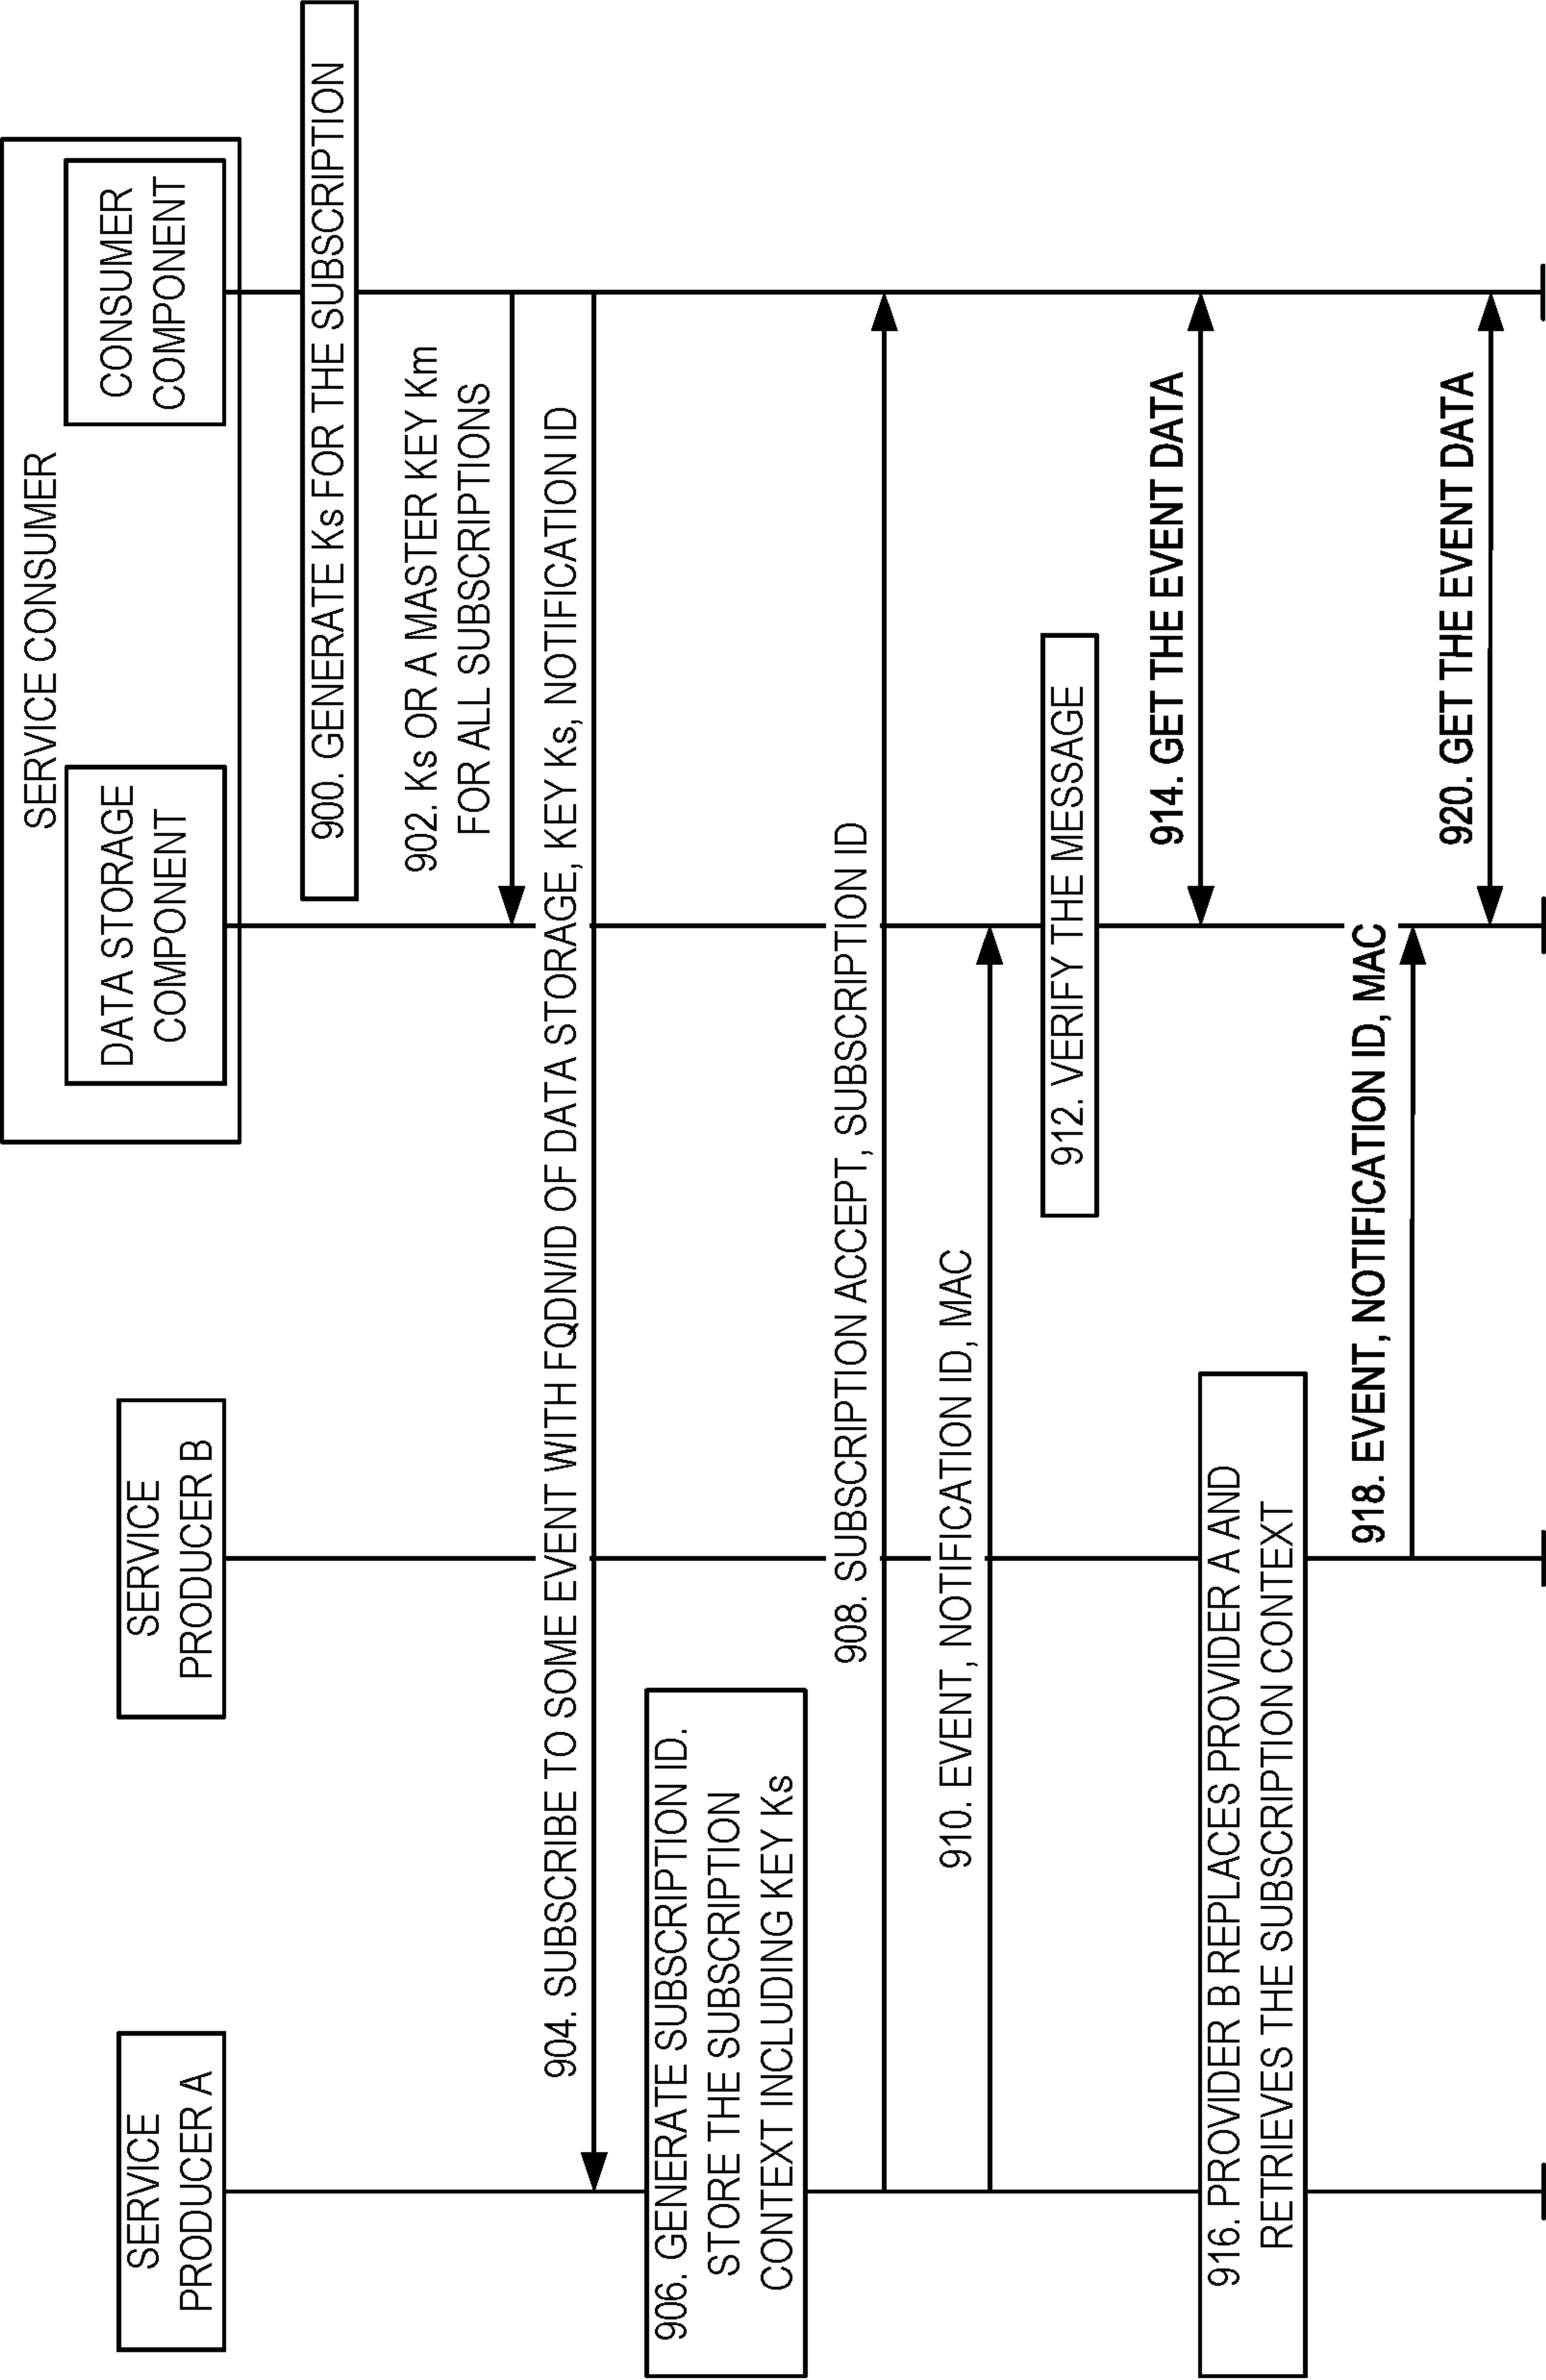 SERVICE
PRODUCER A
SERVICE
PRODUCER B
SERVICE CONSUMER
DATA STORAGE
COMPONENT
CONSUMER
COMPONENT
900. GENERATE Ks FOR THE SUBSCRIPTION
902. Ks OR A MASTER KEY Km
FOR ALL SUBSCRIPTIONS
904. SUBSCRIBE TO SOME EVENT WITH FQDN/ID OF DATA STORAGE, KEY Ks, NOTIFICATION ID
906. GENERATE SUBSCRIPTION ID.
STORE THE SUBSCRIPTION
CONTEXT INCLUDING KEY Ks
908. SUBSCRIPTION ACCEPT, SUBSCRIPTION ID
910. EVENT, NOTIFICATION ID, MAC
912. VERIFY THE MESSAGE
914. GET THE EVENT DATA
916. PROVIDER B REPLACES PROVIDER A AND
RETRIEVES THE SUBSCRIPTION CONTEXT
918. EVENT, NOTIFICATION ID, MAC
920. GET THE EVENT DATA